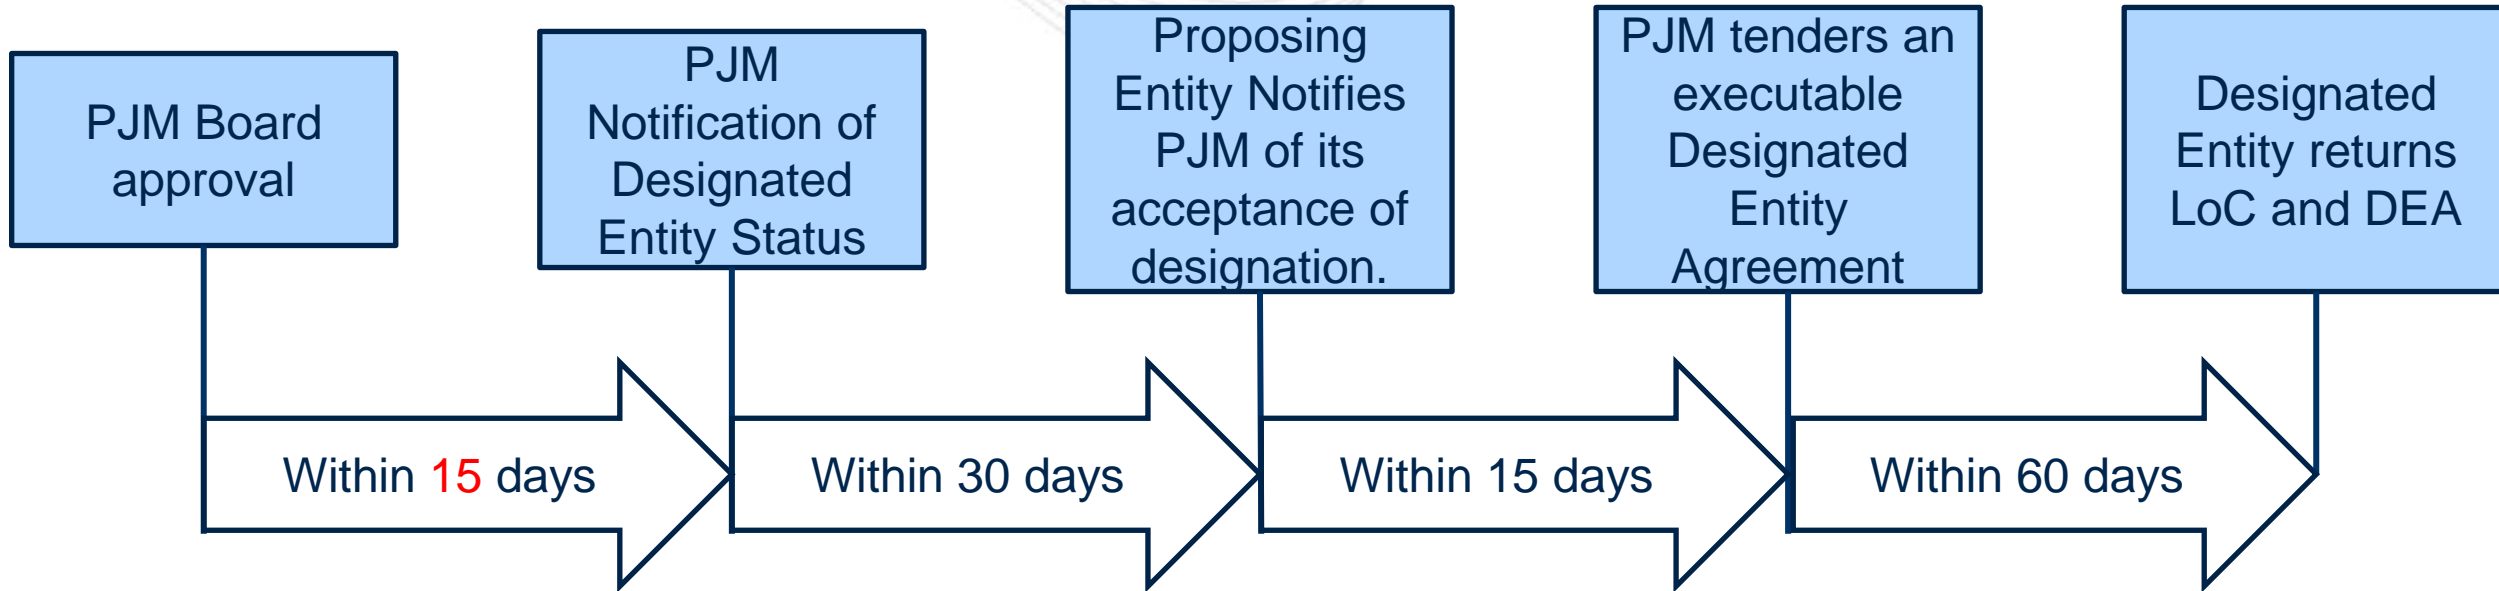 PJM Board
approval
PJM
Notification of
Designated
Entity Status
Proposing
Entity Notifies
PJM of its
acceptance of
designation.
PJM tenders an
executable
Designated
Entity
Agreement
Designated
Entity returns
LoC and DEA
Within 15 days
Within 30 days
Within 15 days
Within 60 days